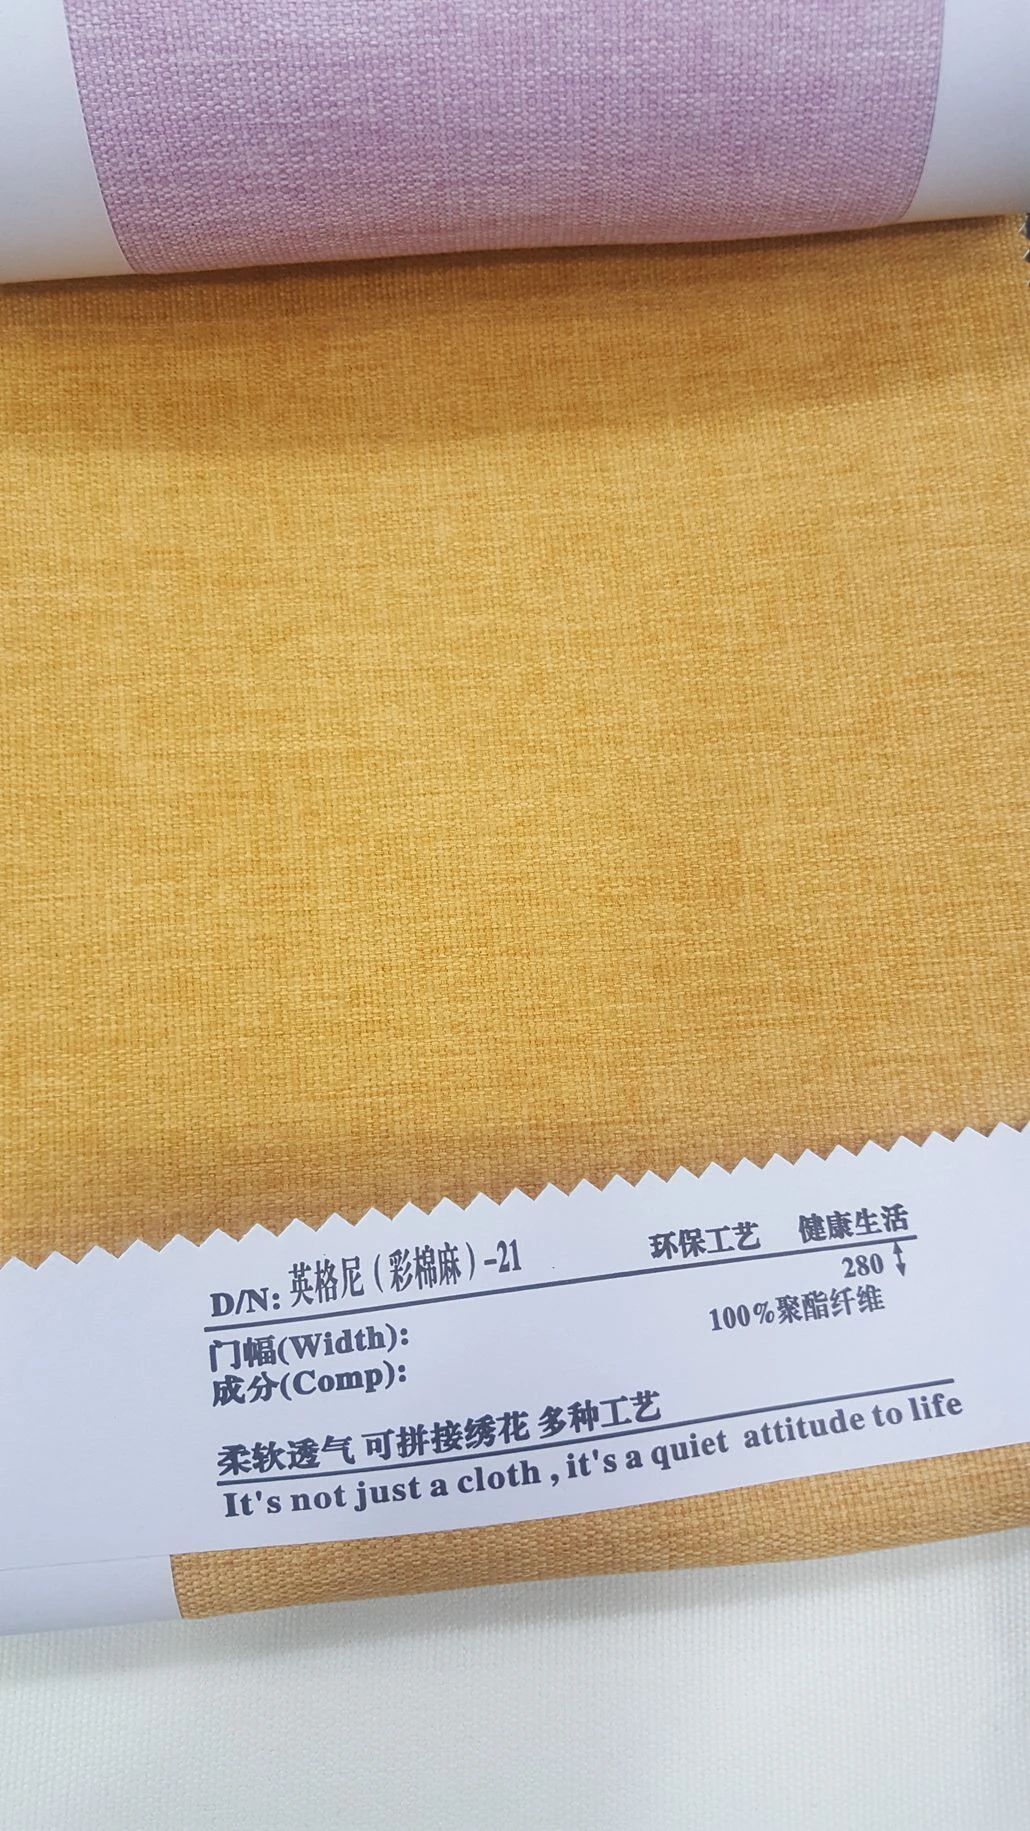 D/N: 英格尼（彩棉麻）-21 环保工艺 健康生活
门幅(Width): 280
成分(Comp): 100%聚酯纤维
柔软透气 可拼接绣花 多种工艺
It's not just a cloth , it's a quiet attitude to life